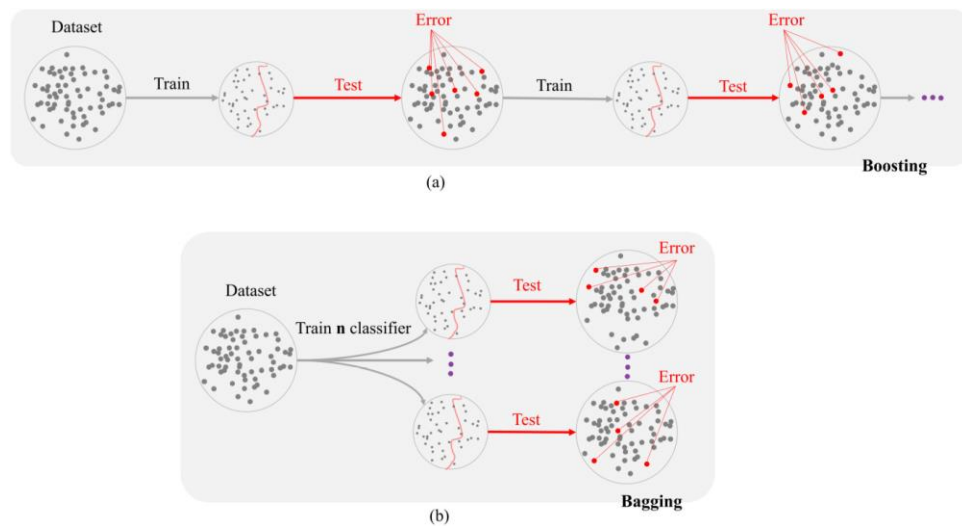 Dataset
Error
Error
Train
Test
Train
Test
Boosting
(a)
Dataset
Error
Test
Train n classifier
Error
Test
Bagging
(b)